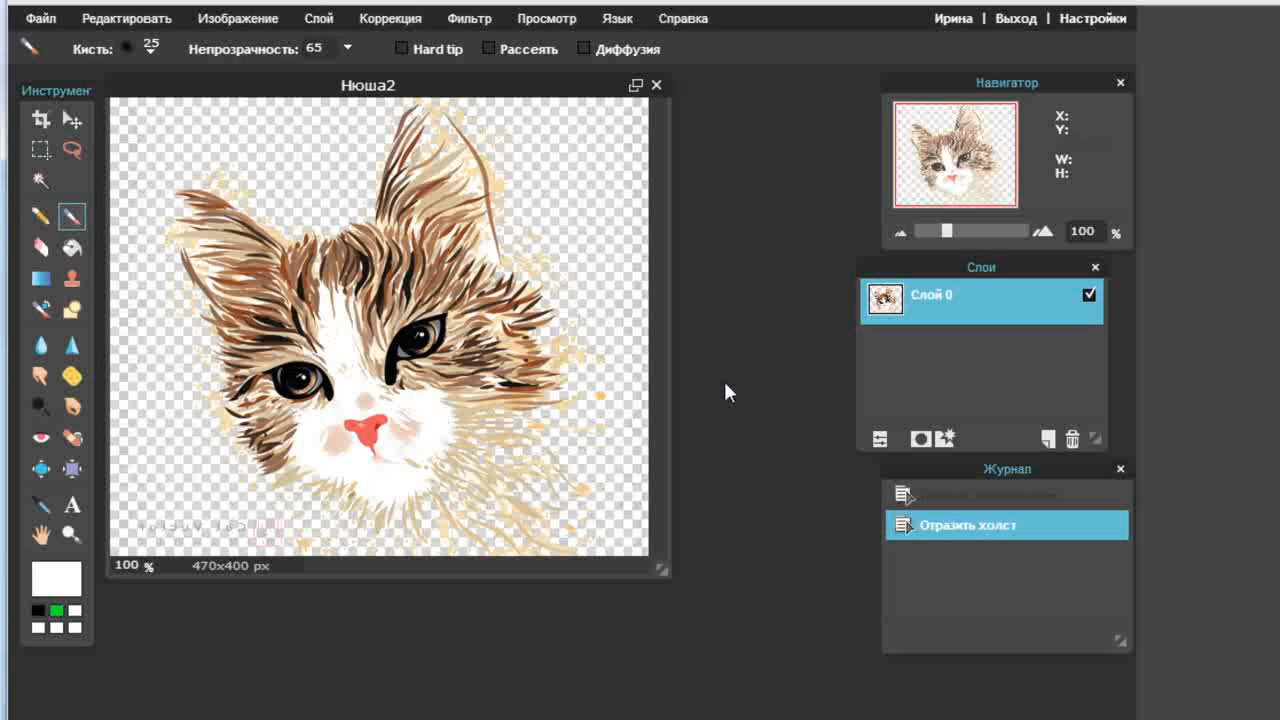 Файл Редактировать Изображение Слой Коррекция Фильтр Просмотр Язык Справка Ирина | Выход | Настройки
Кисть: 25 Непрозрачность: 65 Hard tip Рассеять Диффузия
Инструмен
Нюша2
Навигатор
X:
Y:
W:
H:
100 %
Слои
Слой 0
Журнал
Отразить холст
A
100 % 470x400 px